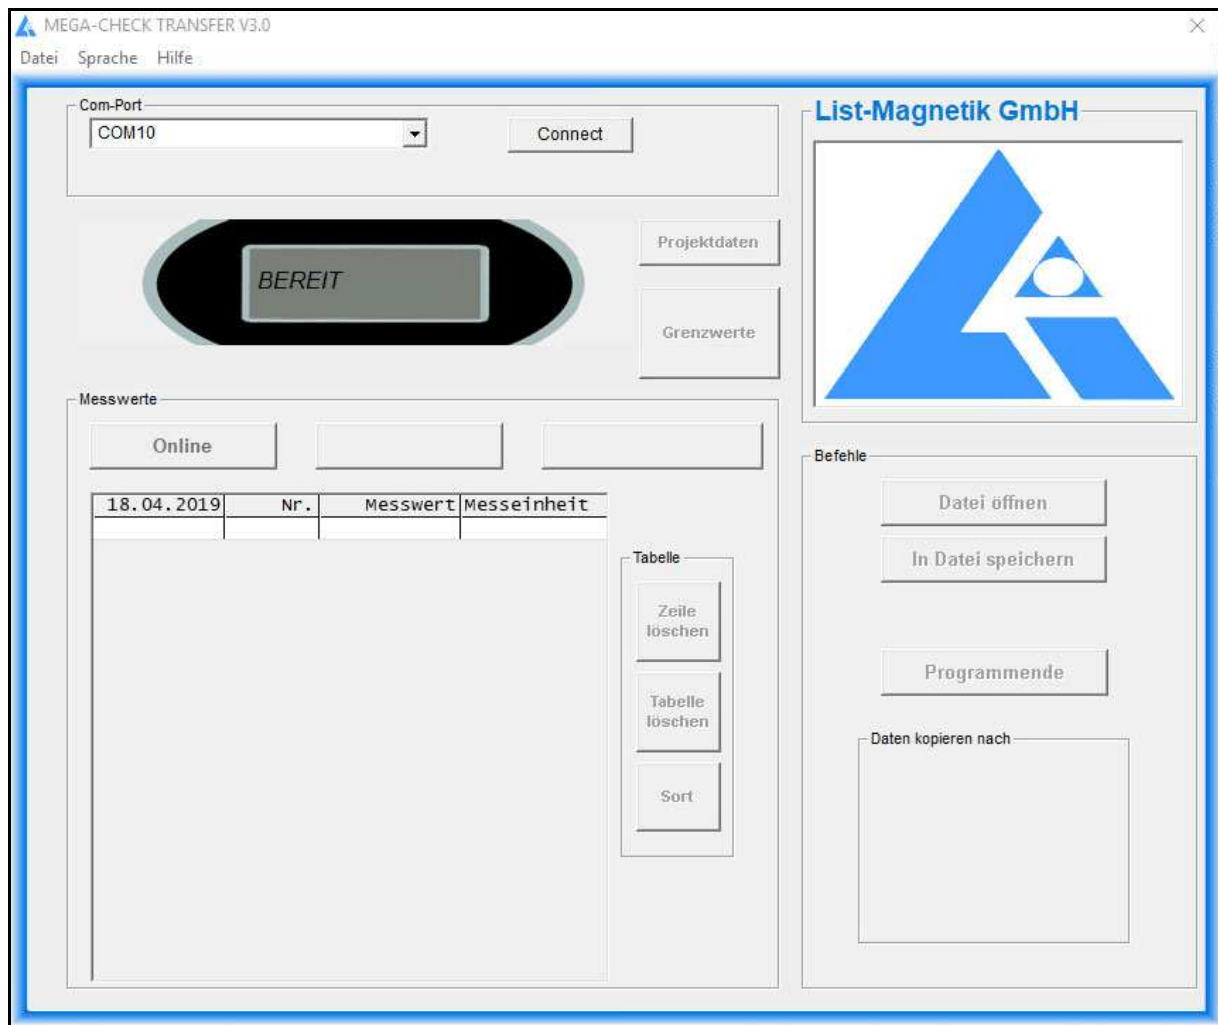 MEGA-CHECK TRANSFER V3.0
Datei Sprache Hilfe
Com-Port
COM10
Connect
List-Magnetik GmbH
BEREIT
Projektdaten
Grenzwerte
Messwerte
Online
18.04.2019 Nr. Messwert Messeinheit
Tabelle
Zeile
löschen
Tabelle
löschen
Sort
Befehle
Datei öffnen
In Datei speichern
Programmende
Daten kopieren nach